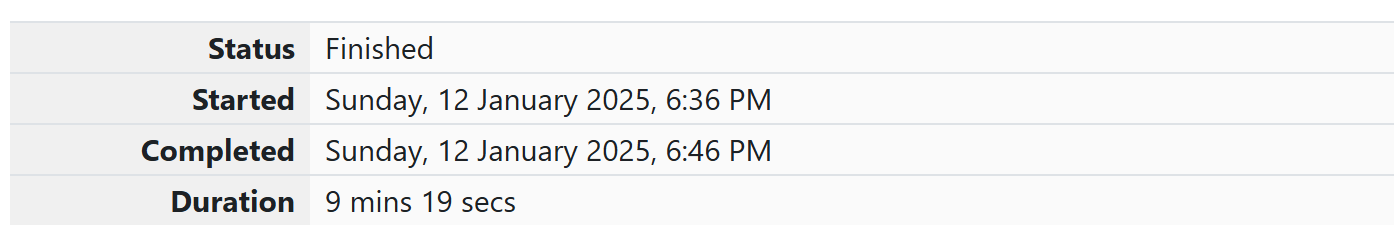 Status Finished
Started Sunday, 12 January 2025, 6:36 PM
Completed Sunday, 12 January 2025, 6:46 PM
Duration 9 mins 19 secs